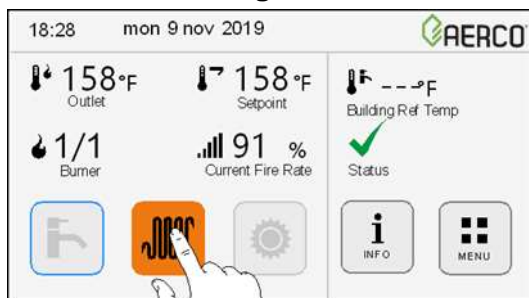 18:28 mon 9 nov 2019 AERCO
158°F 158°F ---°F
Outlet Setpoint Building Ref Temp
1/1 91 %
Burner Current Fire Rate Status
INFO MENU